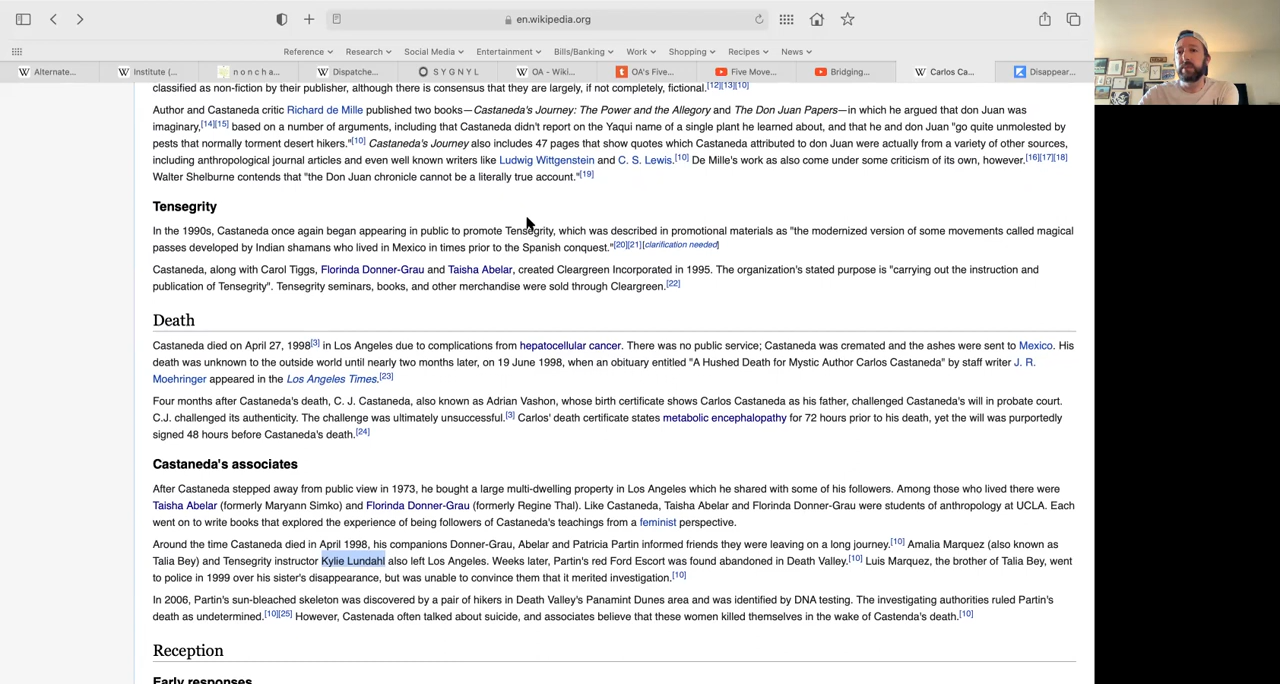 en.wikipedia.org
Reference Research Social Media Entertainment Bills/Banking Work Shopping Recipes News
Alternate... Institute (... n o n c h a... Dispatche... S Y G N Y L OA - Wiki... OA's Five... Five Move... Bridging... Carlos Ca... Disappear...
classified as non-fiction by their publisher, although there is consensus that they are largely, if not completely, fictional.[12][13][10]
Author and Castaneda critic Richard de Mille published two books—Castaneda's Journey: The Power and the Allegory and The Don Juan Papers—in which he argued that don Juan was
imaginary,[14][15] based on a number of arguments, including that Castaneda didn't report on the Yaqui name of a single plant he learned about, and that he and don Juan "go quite unmolested by
pests that normally torment desert hikers."[10] Castaneda's Journey also includes 47 pages that show quotes which Castaneda attributed to don Juan were actually from a variety of other sources,
including anthropological journal articles and even well known writers like Ludwig Wittgenstein and C. S. Lewis.[10] De Mille's work as also come under some criticism of its own, however.[16][17][18]
Walter Shelburne contends that "the Don Juan chronicle cannot be a literally true account."[19]
Tensegrity
In the 1990s, Castaneda once again began appearing in public to promote Tensegrity, which was described in promotional materials as "the modernized version of some movements called magical
passes developed by Indian shamans who lived in Mexico in times prior to the Spanish conquest."[20][21][clarification needed]
Castaneda, along with Carol Tiggs, Florinda Donner-Grau and Taisha Abelar, created Cleargreen Incorporated in 1995. The organization's stated purpose is "carrying out the instruction and
publication of Tensegrity". Tensegrity seminars, books, and other merchandise were sold through Cleargreen.[22]
Death
Castaneda died on April 27, 1998[3] in Los Angeles due to complications from hepatocellular cancer. There was no public service; Castaneda was cremated and the ashes were sent to Mexico. His
death was unknown to the outside world until nearly two months later, on 19 June 1998, when an obituary entitled "A Hushed Death for Mystic Author Carlos Castaneda" by staff writer J. R.
Moehringer appeared in the Los Angeles Times.[23]
Four months after Castaneda's death, C. J. Castaneda, also known as Adrian Vashon, whose birth certificate shows Carlos Castaneda as his father, challenged Castaneda's will in probate court.
C.J. challenged its authenticity. The challenge was ultimately unsuccessful.[3] Carlos' death certificate states metabolic encephalopathy for 72 hours prior to his death, yet the will was purportedly
signed 48 hours before Castaneda's death.[24]
Castaneda's associates
After Castaneda stepped away from public view in 1973, he bought a large multi-dwelling property in Los Angeles which he shared with some of his followers. Among those who lived there were
Taisha Abelar (formerly Maryann Simko) and Florinda Donner-Grau (formerly Regine Thal). Like Castaneda, Taisha Abelar and Florinda Donner-Grau were students of anthropology at UCLA. Each
went on to write books that explored the experience of being followers of Castaneda's teachings from a feminist perspective.
Around the time Castaneda died in April 1998, his companions Donner-Grau, Abelar and Patricia Partin informed friends they were leaving on a long journey.[10] Amalia Marquez (also known as
Talia Bey) and Tensegrity instructor Kylie Lundahl also left Los Angeles. Weeks later, Partin's red Ford Escort was found abandoned in Death Valley.[10] Luis Marquez, the brother of Talia Bey, went
to police in 1999 over his sister's disappearance, but was unable to convince them that it merited investigation.[10]
In 2006, Partin's sun-bleached skeleton was discovered by a pair of hikers in Death Valley's Panamint Dunes area and was identified by DNA testing. The investigating authorities ruled Partin's
death as undetermined.[10][25] However, Castenada often talked about suicide, and associates believe that these women killed themselves in the wake of Castenda's death.[10]
Reception
Early responses